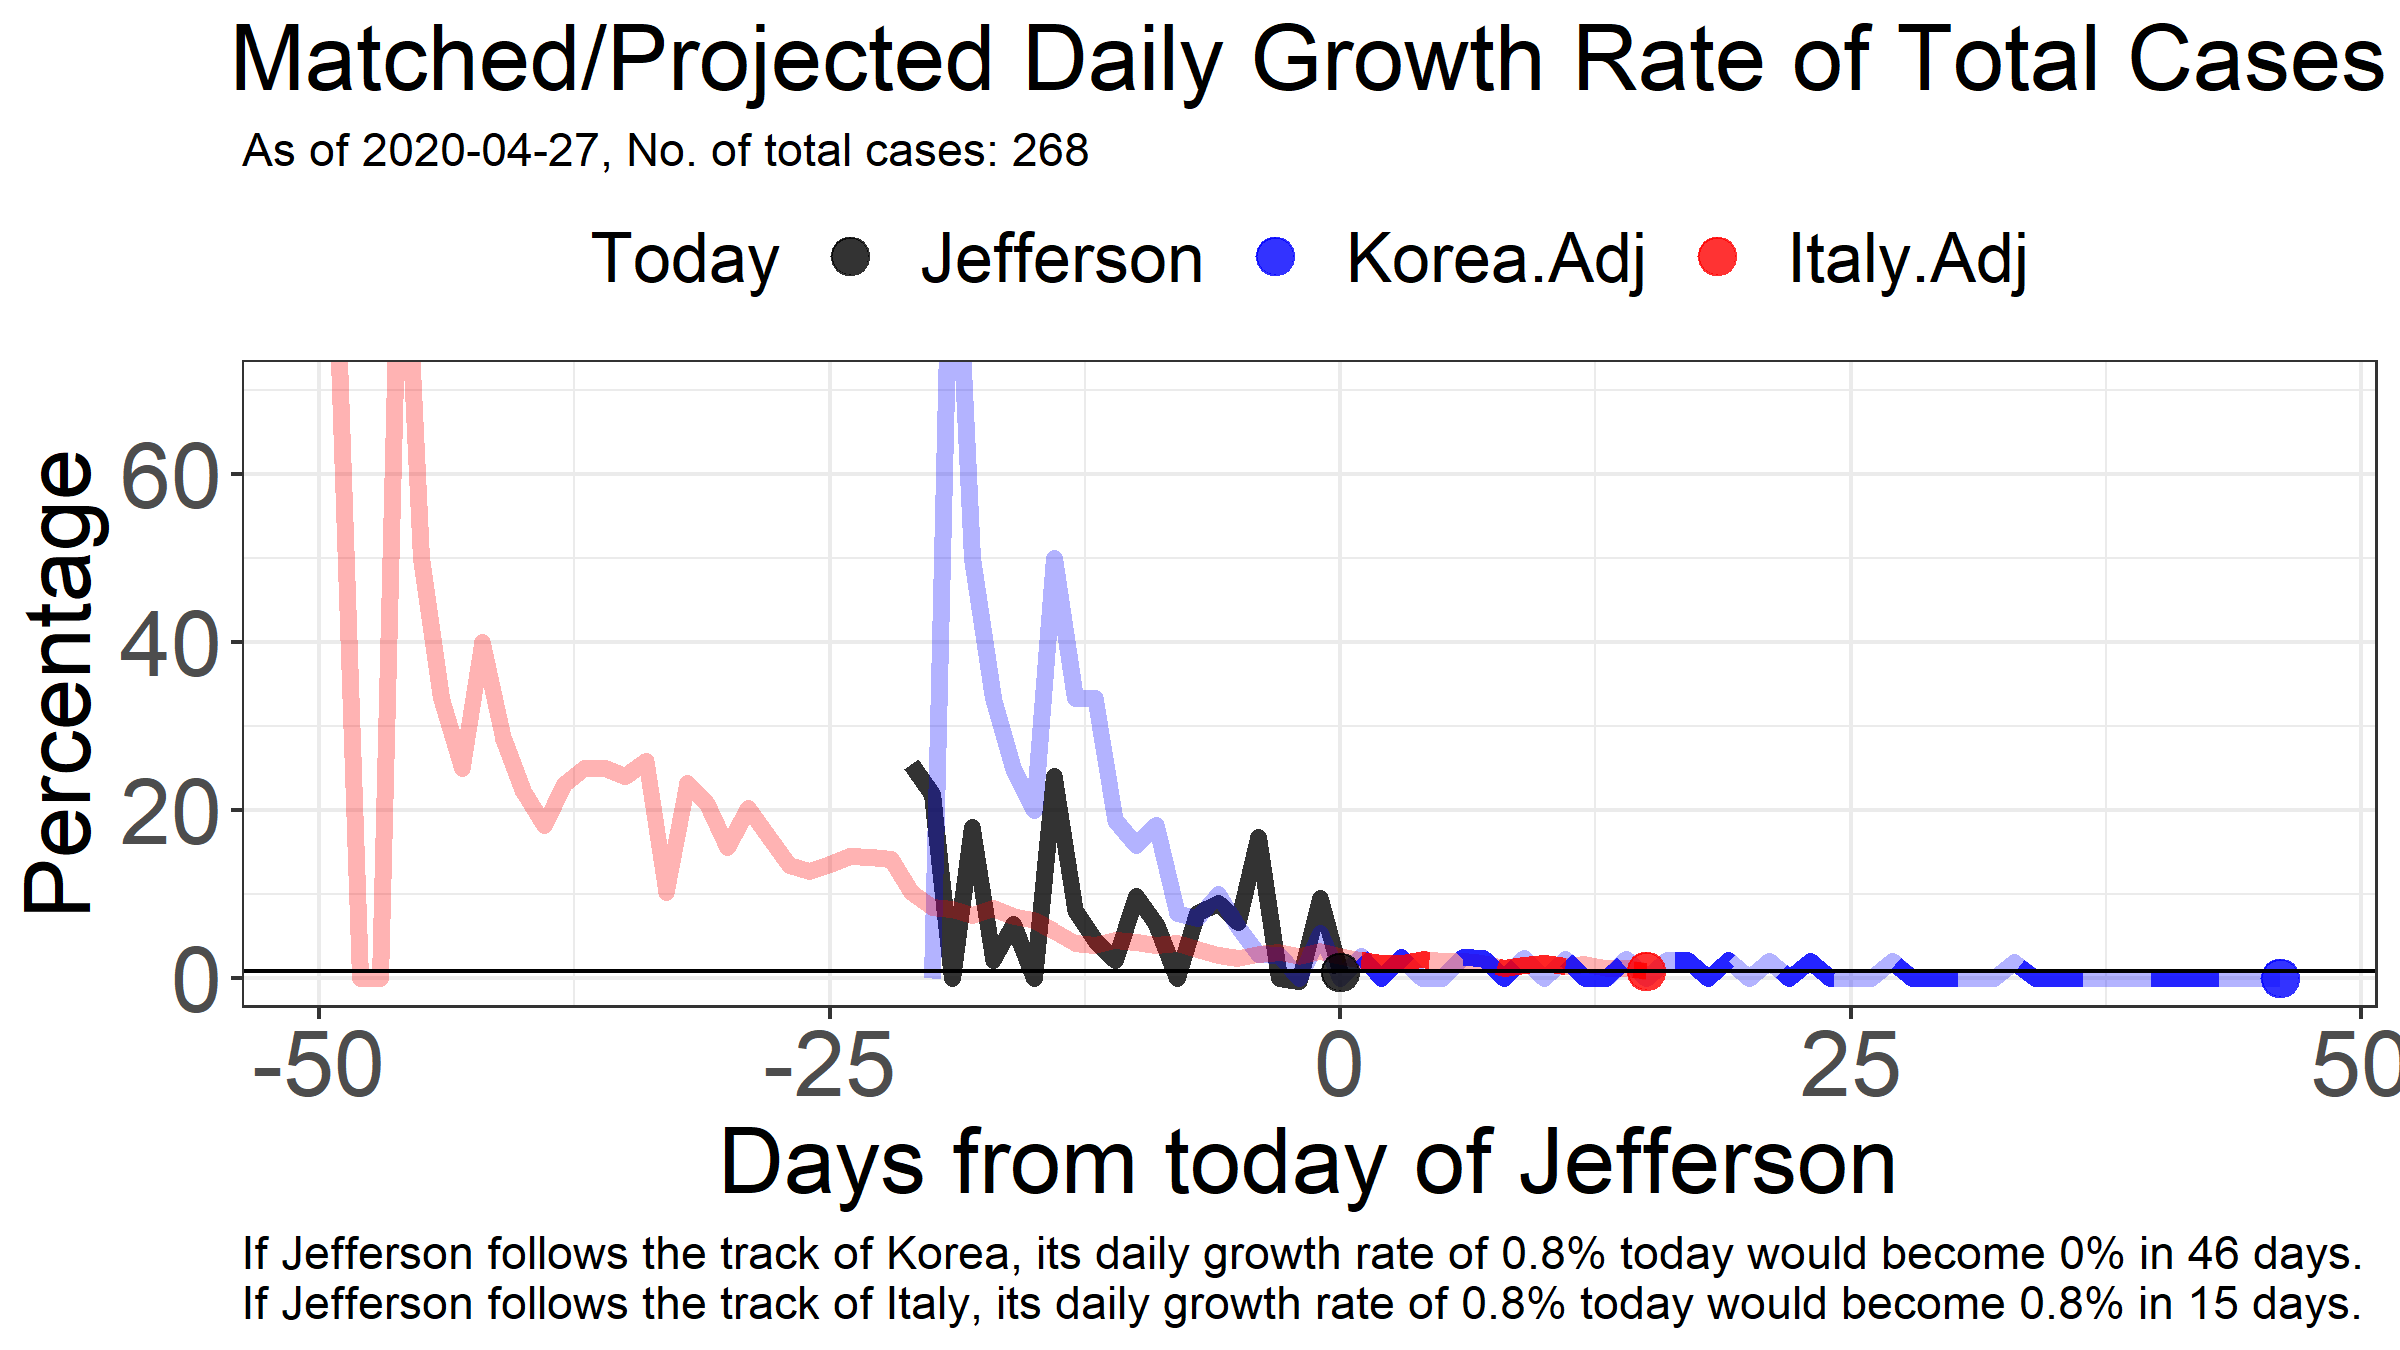 Matched/Projected Daily Growth Rate of Total Cases
As of 2020-04-27, No. of total cases: 268
Today Jefferson Korea.Adj Italy.Adj
Percentage
60
40
20
0
-50 -25 0 25 50
Days from today of Jefferson
If Jefferson follows the track of Korea, its daily growth rate of 0.8% today would become 0% in 46 days.
If Jefferson follows the track of Italy, its daily growth rate of 0.8% today would become 0.8% in 15 days.